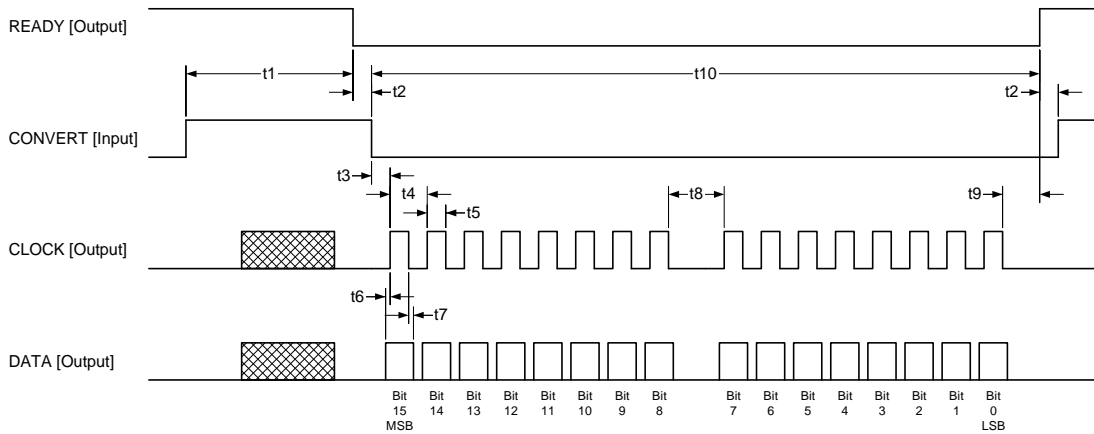 READY [Output]
t1
t10
t2
t2
CONVERT [Input]
t3
t4
t8
t9
t5
CLOCK [Output]
t6
t7
DATA [Output]
Bit Bit Bit Bit Bit Bit Bit Bit Bit Bit Bit Bit Bit Bit Bit Bit
15 14 13 12 11 10 9 8 7 6 5 4 3 2 1 0
MSB LSB